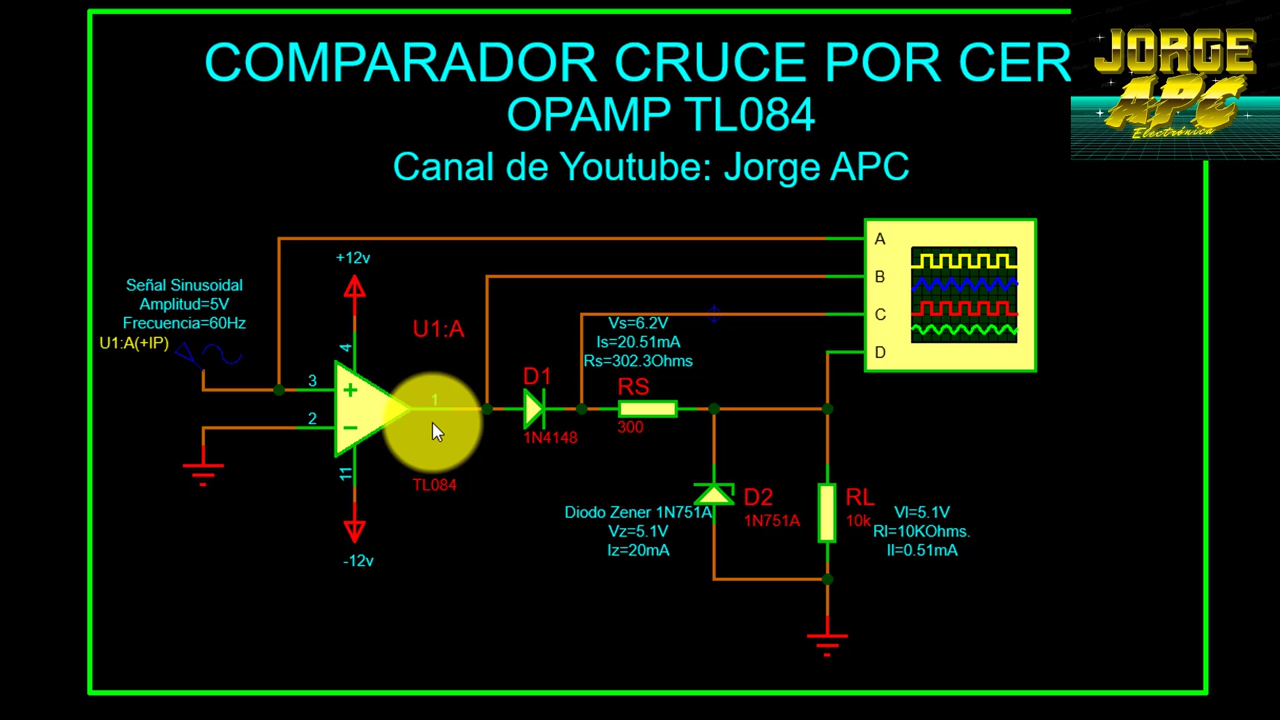 COMPARADOR CRUCE POR CER
OPAMP TL084
Canal de Youtube: Jorge APC
JORGE
APC
Electrónica
Señal Sinusoidal
Amplitud=5V
Frecuencia=60Hz
U1:A(+IP)
+12v
4
U1:A
3
2
1
11
TL084
-12v
D1
1N4148
Vs=6.2V
Is=20.51mA
Rs=302.3Ohms
RS
300
A
B
C
D
Diodo Zener 1N751A
Vz=5.1V
Iz=20mA
D2
1N751A
RL
10k
Vl=5.1V
Rl=10KOhms.
Il=0.51mA